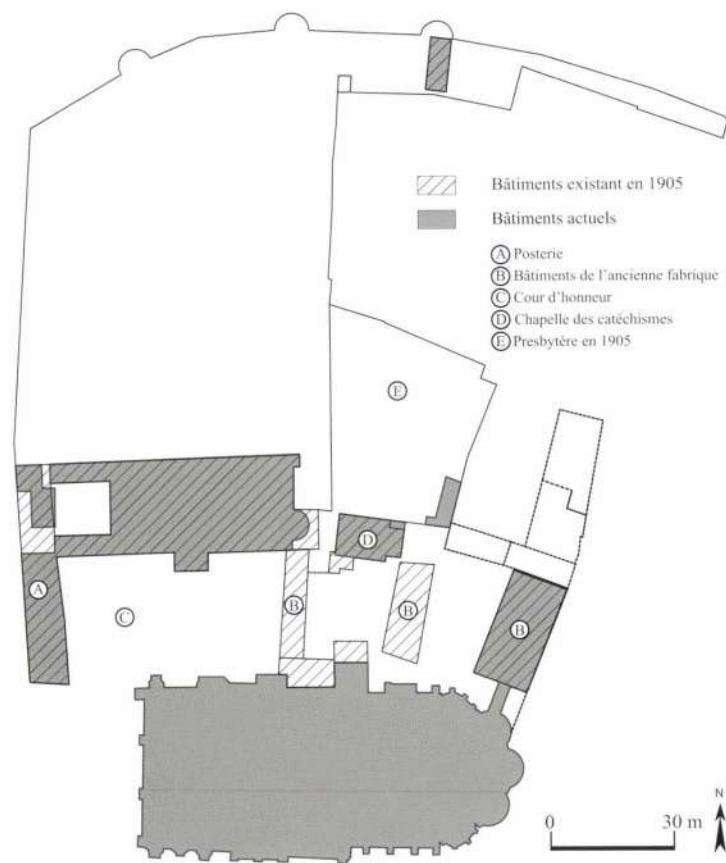 Bâtiments existant en 1905
Bâtiments actuels
A Posterie
B Bâtiments de l'ancienne fabrique
C Cour d'honneur
D Chapelle des catéchismes
E Presbytère en 1905
E
D
A
B
B
C
B
N
0 30 m